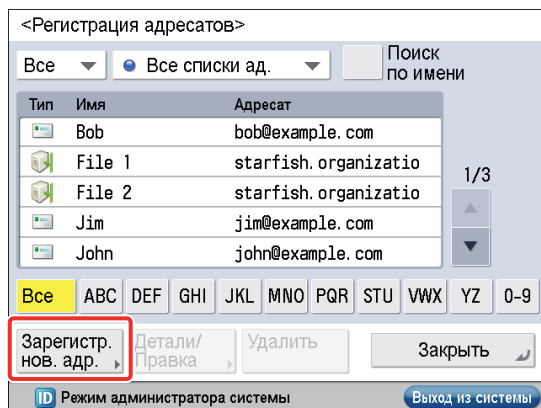 <Регистрация адресатов>
Все Все списки ад. Поиск по имени
Тип Имя Адресат
Bob bob@example.com
File 1 starfish.organizatio
File 2 starfish.organizatio
1/3
Jim jim@example.com
John john@example.com
Все ABC DEF GHI JKL MNO PQR STU VWX YZ 0-9
Зарегистр. нов. адр. Детали/ Правка Удалить Закрыть
ID Режим администратора системы Выход из системы